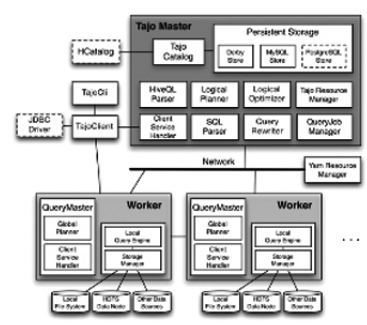 Tajo Master
Persistent Storage
HCatalog
Tajo
Catalog
Derby
Store
MySQL
Store
PostgreSQL
Store
TajoCli
HiveQL
Parser
Logical
Planner
Logical
Optimizer
Tajo Resource
Manager
JDBC
Driver
TajoClient
Client
Service
Handler
SQL
Parser
Query
Rewriter
QueryJob
Manager
Network
Yarn Resource
Manager
QueryMaster
Worker
Global
Planner
Client
Service
Handler
Local
Query Engine
Storage
Manager
Local
File System
HDFS
Data Node
Other Data
Sources
QueryMaster
Worker
Global
Planner
Client
Service
Handler
Local
Query Engine
Storage
Manager
Local
File System
HDFS
Data Node
Other Data
Sources
. . .